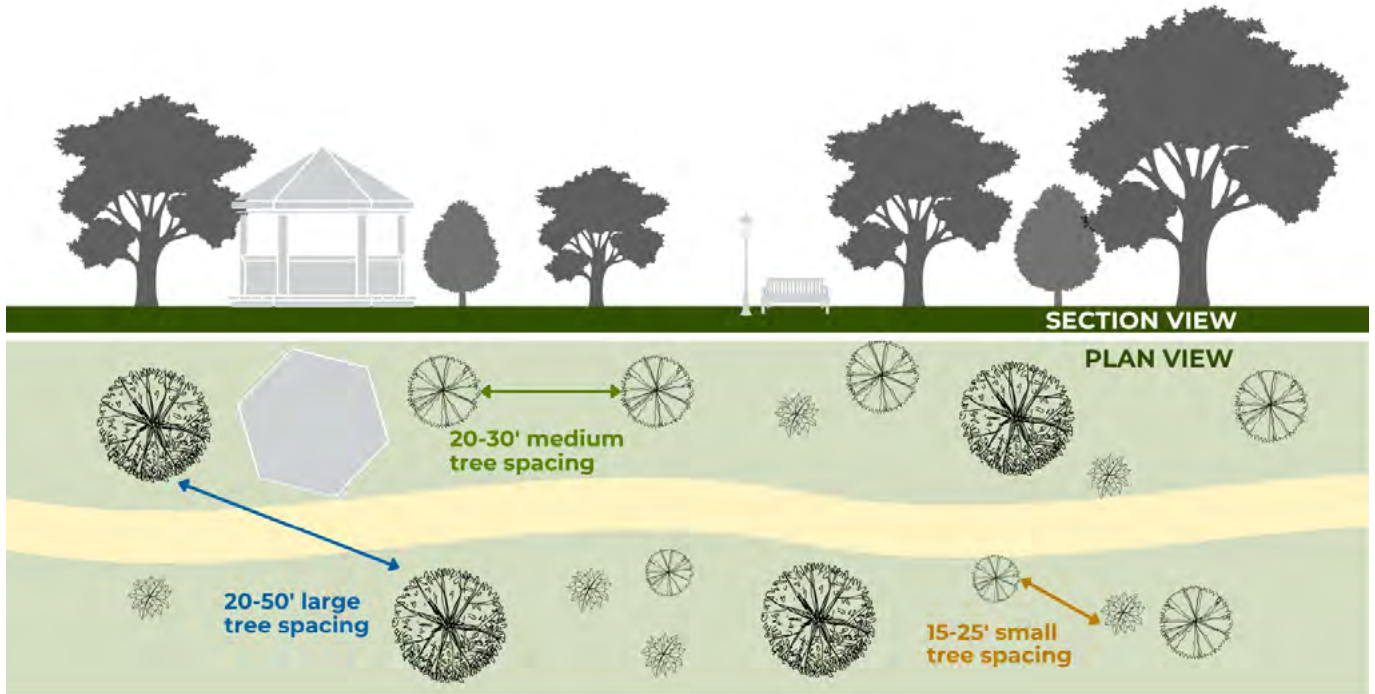 SECTION VIEW
PLAN VIEW
20-30' medium
tree spacing
20-50' large
tree spacing
15-25' small
tree spacing